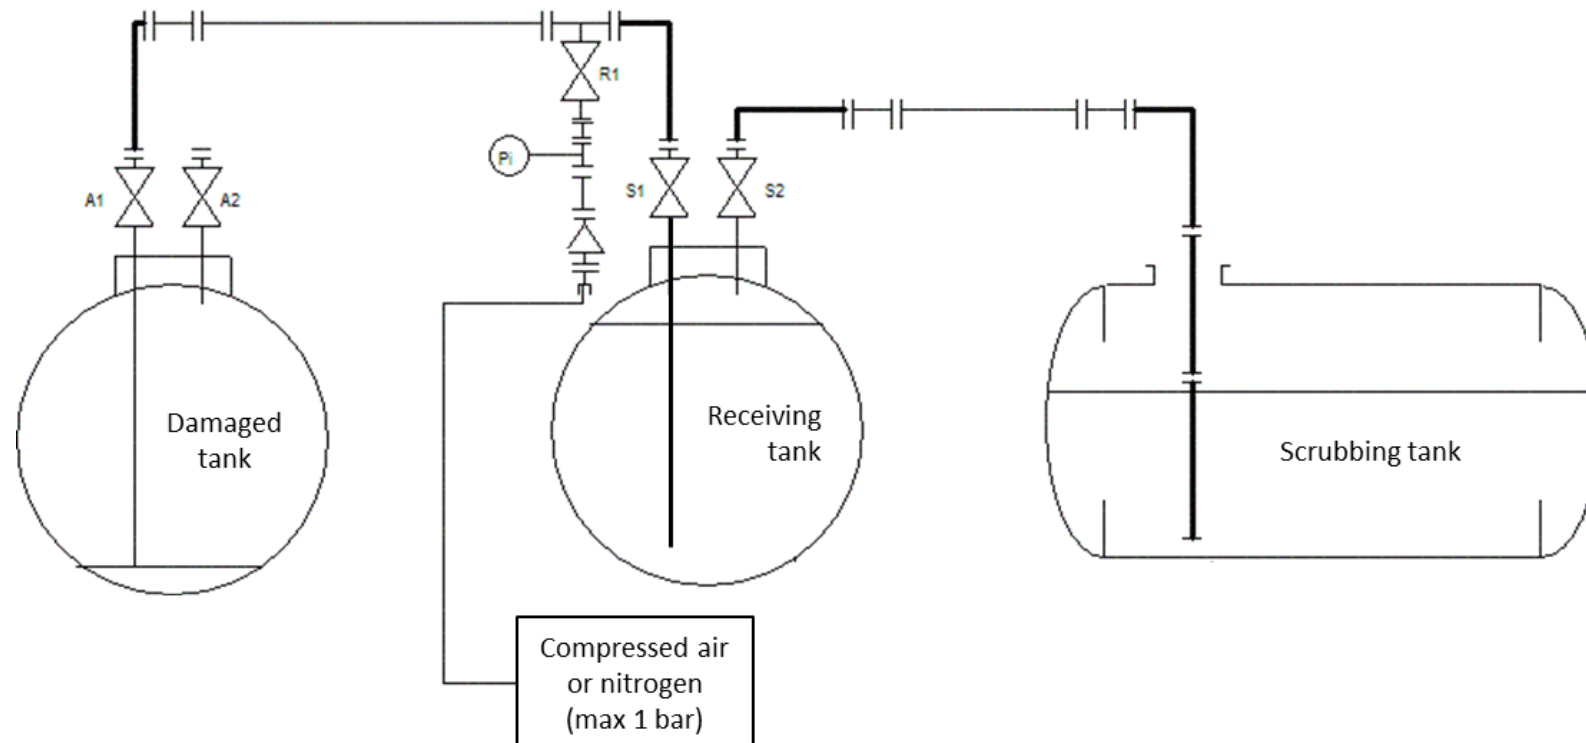 R1
Pi
A1
A2
S1
S2
Damaged
tank
Receiving
tank
Scrubbing tank
Compressed air
or nitrogen
(max 1 bar)